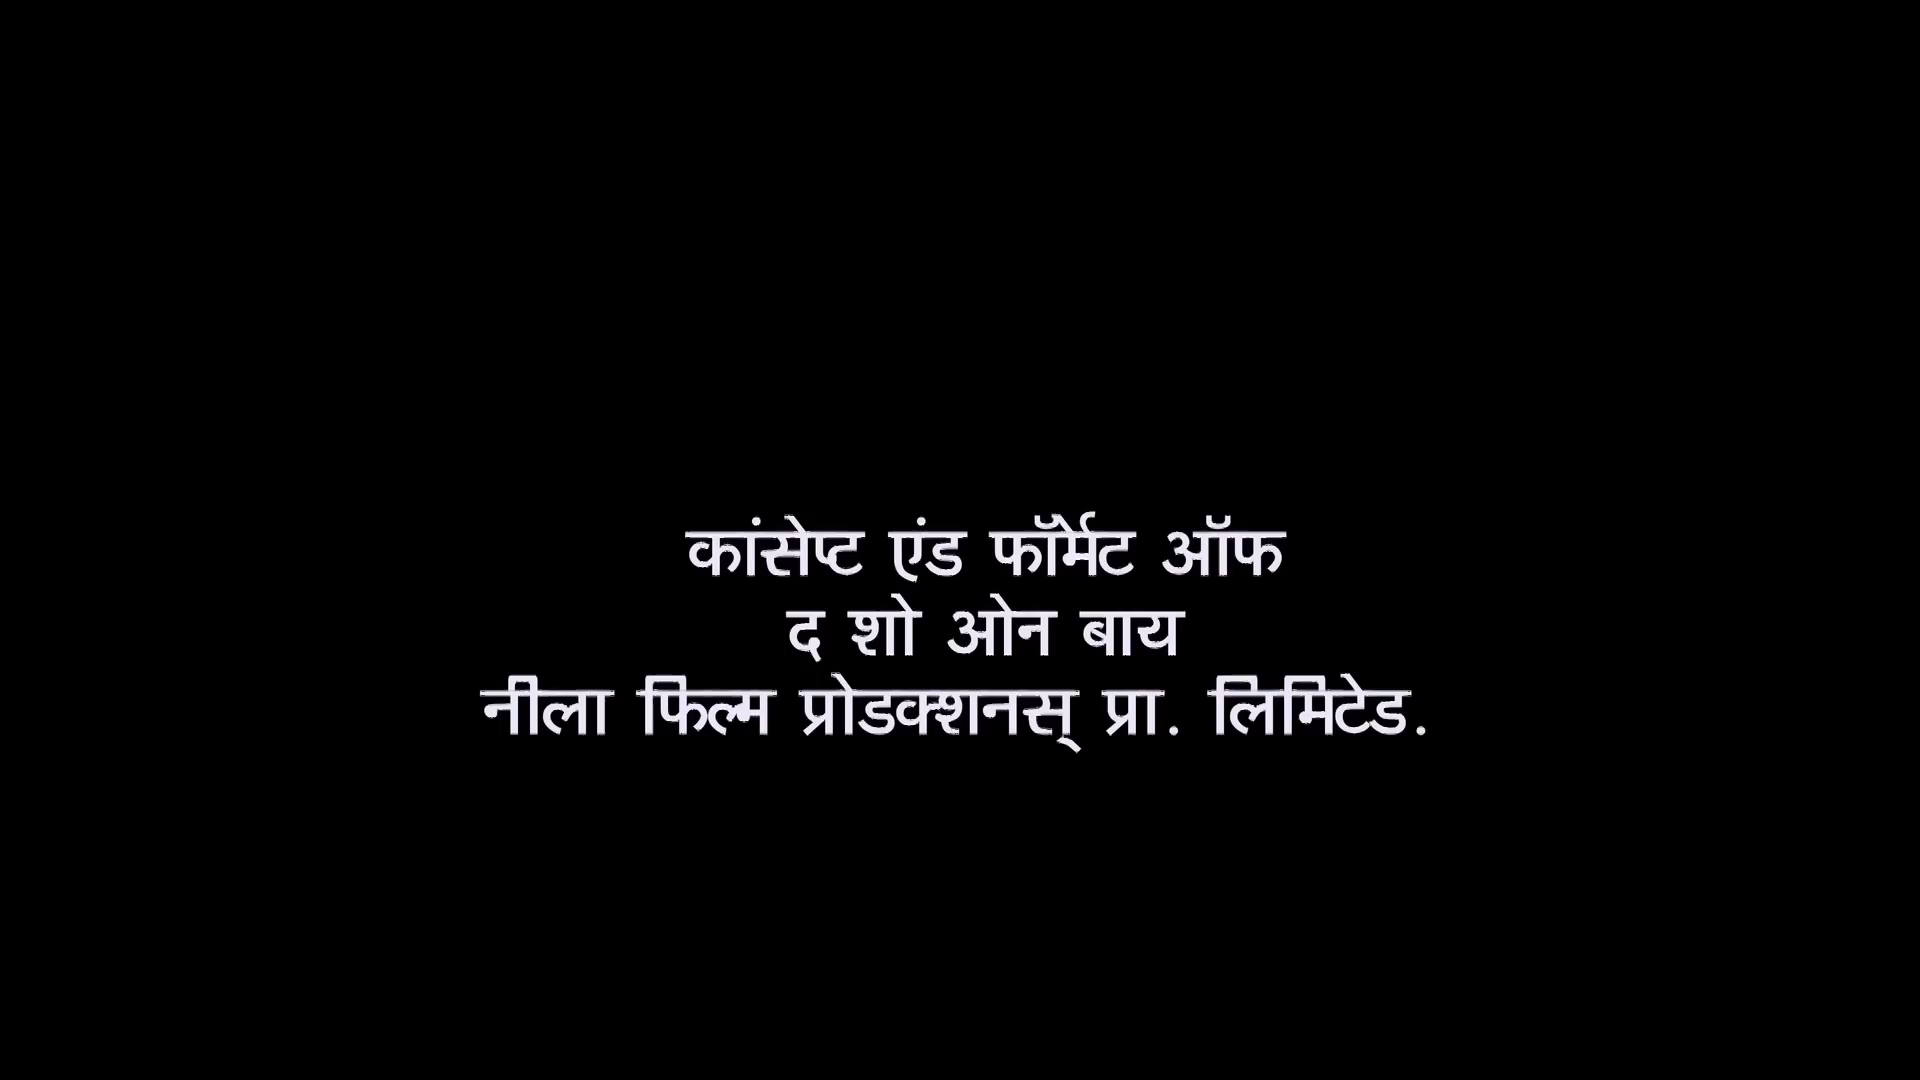 कांसेप्ट एंड फॉर्मेट ऑफ
द शो ओन बाय
नीला फिल्म प्रोडक्शनस् प्रा. लिमिटेड.